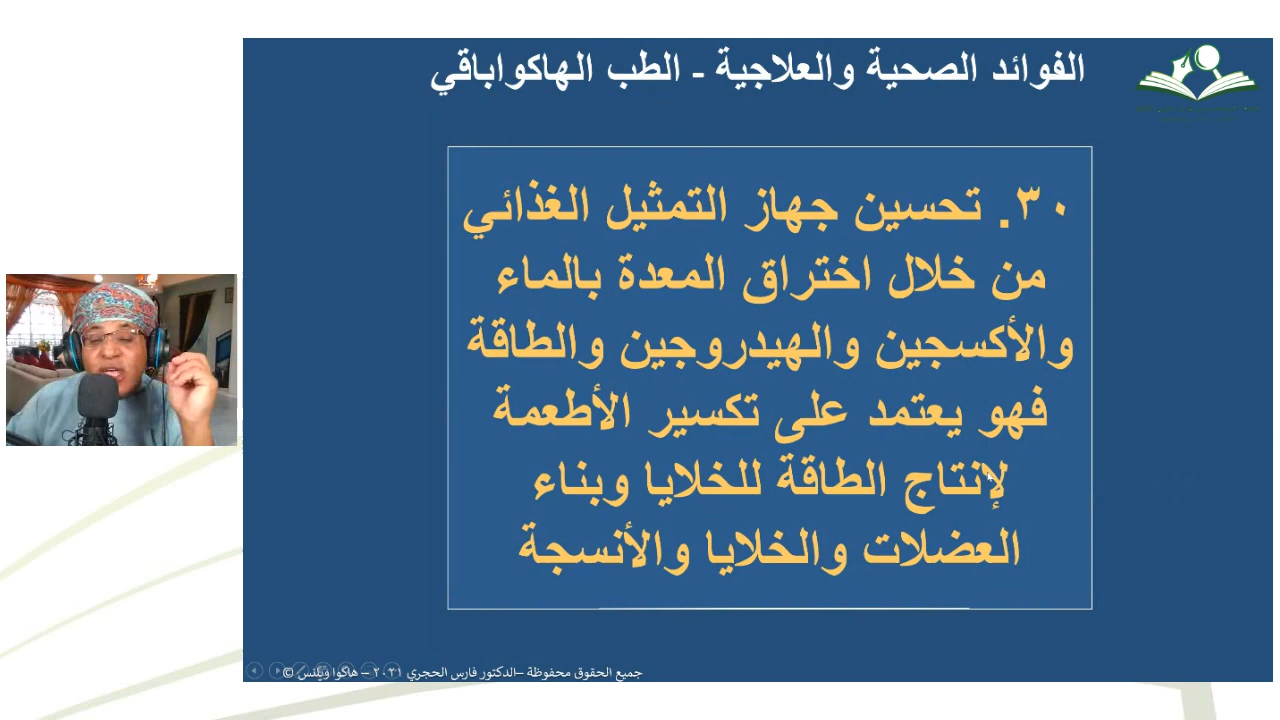 الفوائد الصحية والعلاجية - الطب الهاكواباقي
٣٠. تحسين جهاز التمثيل الغذائي
من خلال اختراق المعدة بالماء
والأكسجين والهيدروجين والطاقة
فهو يعتمد على تكسير الأطعمة
لإنتاج الطاقة للخلايا وبناء
العضلات والخلايا والأنسجة
جميع الحقوق محفوظة –الدكتور فارس الحجري ٢٠٢١ – هاكوا ويلنس ©